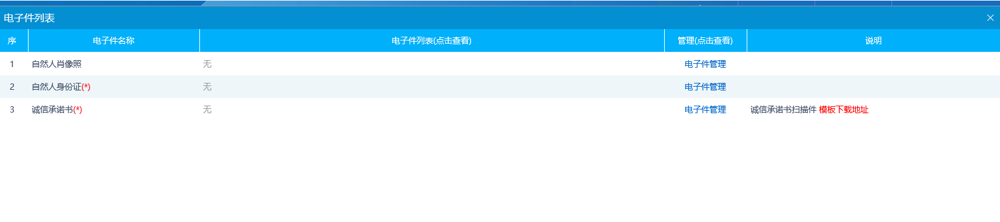 电子件列表
序 电子件名称 电子件列表(点击查看) 管理(点击查看) 说明
1 自然人肖像照 无 电子件管理
2 自然人身份证(*) 无 电子件管理
3 诚信承诺书(*) 无 电子件管理 诚信承诺书扫描件 模板下载地址